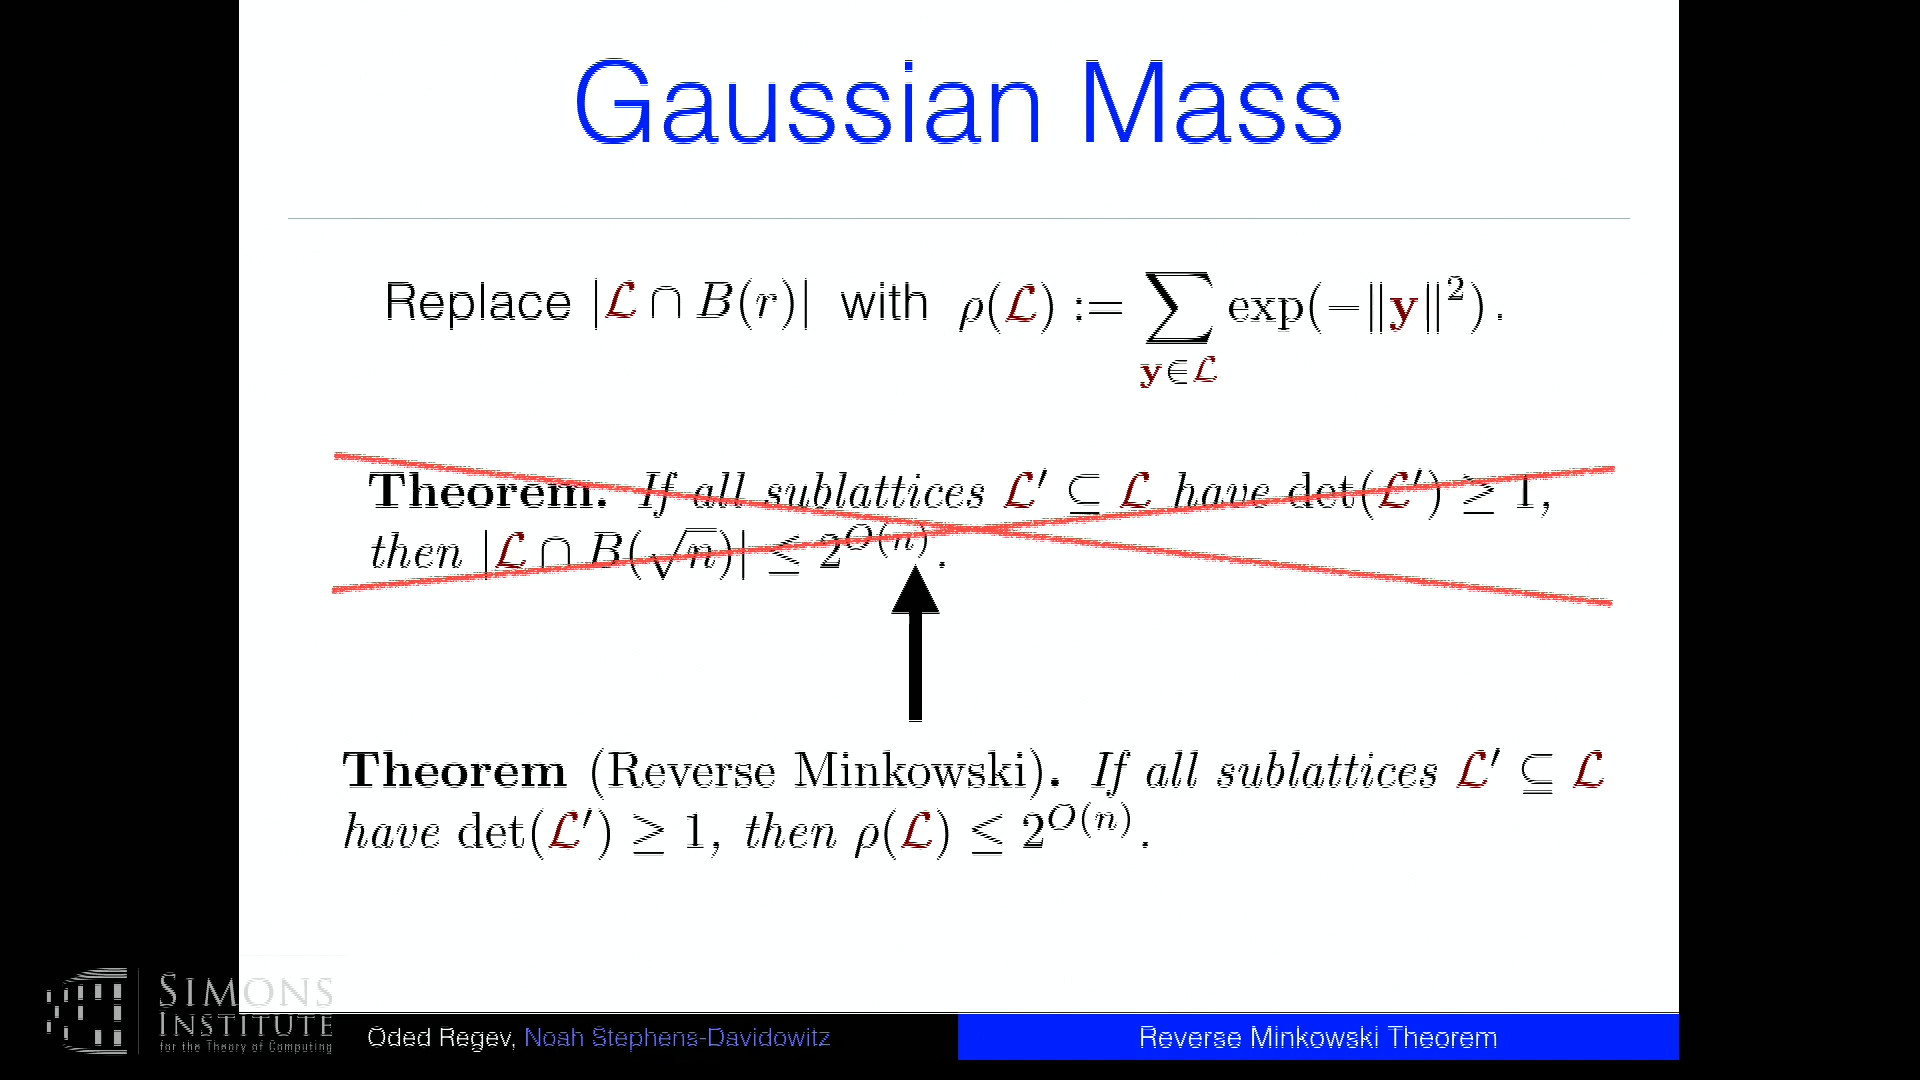 Gaussian Mass
Replace |ℒ ∩ B(r)| with ρ(ℒ) := ∑ exp(−‖y‖²).
y∈ℒ
Theorem. If all sublattices ℒ′ ⊆ ℒ have det(ℒ′) ≥ 1,
then |ℒ ∩ B(√n)| ≤ 2^{O(n)}.
Theorem (Reverse Minkowski). If all sublattices ℒ′ ⊆ ℒ
have det(ℒ′) ≥ 1, then ρ(ℒ) ≤ 2^{O(n)}.
SIMONS
INSTITUTE
for the Theory of Computing
Oded Regev, Noah Stephens-Davidowitz
Reverse Minkowski Theorem